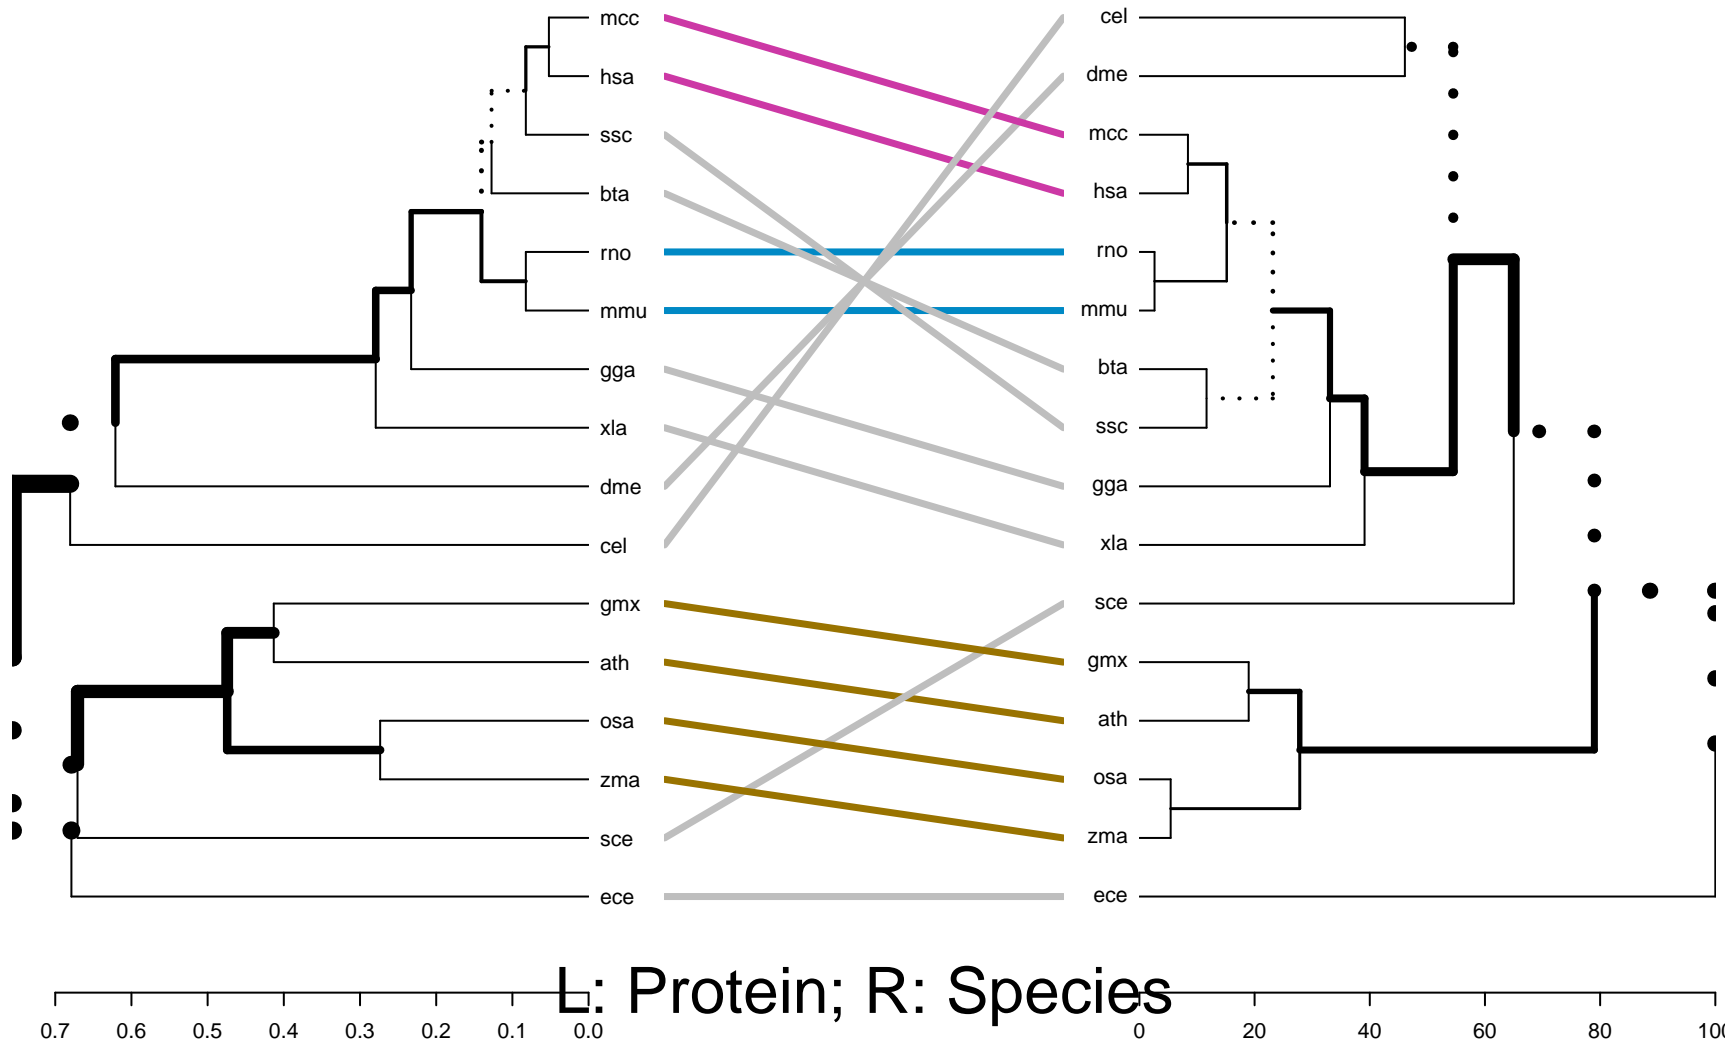 mcc
hsa
ssc
bta
rno
mmu
gga
xla
dme
cel
gmx
ath
osa
zma
sce
ece
cel
dme
mcc
hsa
rno
mmu
bta
ssc
gga
xla
sce
gmx
ath
osa
zma
ece
L: Protein; R: Species
0.7 0.6 0.5 0.4 0.3 0.2 0.1 0.0
0 20 40 60 80 100